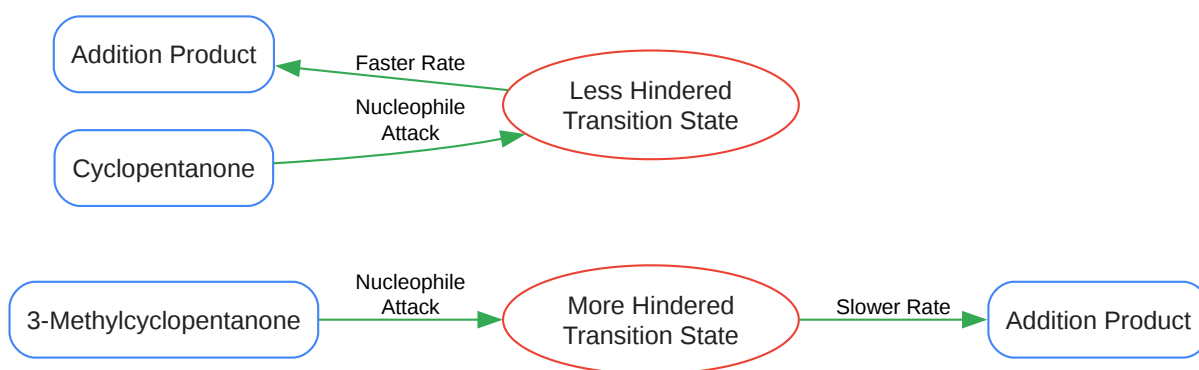 Addition Product
Faster Rate
Less Hindered
Transition State
Nucleophile
Attack
Cyclopentanone
3-Methylcyclopentanone
Nucleophile
Attack
More Hindered
Transition State
Slower Rate
Addition Product